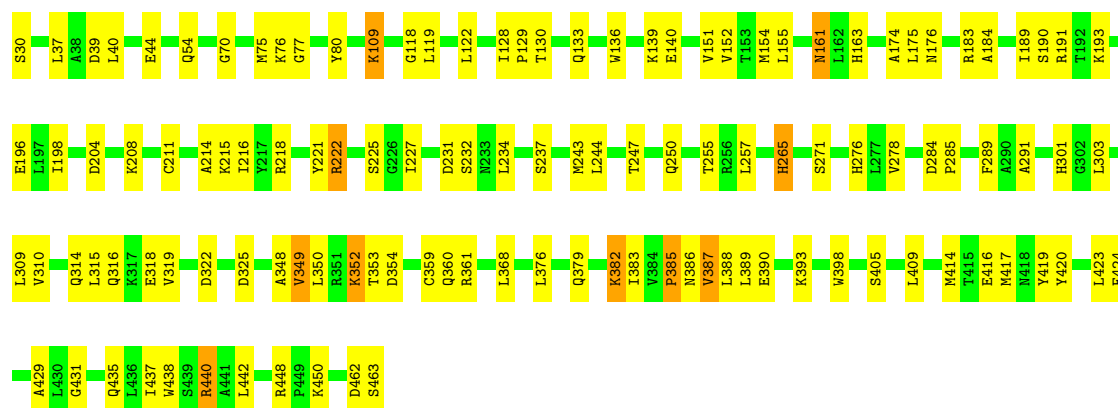 S30 L37 A38 D39 L40 E44 Q54 G70 M75 K76 G77 Y80 K109 G118 L119 L122 I128 P129 T130 Q133 W136 K139 E140 V151 V152 T153 M154 L155 N161 L162 H163 A174 L175 N176 R183 A184 I189 S190 R191 T192 K193
E196 L197 I198 D204 K208 C211 A214 K215 I216 Y217 R218 Y221 R222 S225 G226 I227 D231 S232 N233 L234 S237 M243 L244 T247 Q250 T255 R256 L257 H265 S271 H276 L277 V278 D284 P285 F289 A290 A291 H301 G302 L303
L309 V310 Q314 L315 Q316 K317 E318 V319 D322 D325 A348 V349 L350 R351 K352 T353 D354 C359 Q360 R361 L368 L376 Q379 K382 I383 V384 P385 N386 V387 L388 L389 E390 K393 W398 S405 L409 M414 T415 E416 M417 N418 Y419 Y420 L423
A429 L430 G431 Q435 L436 I437 W438 S439 R440 A441 L442 R448 P449 K450 D462 S463